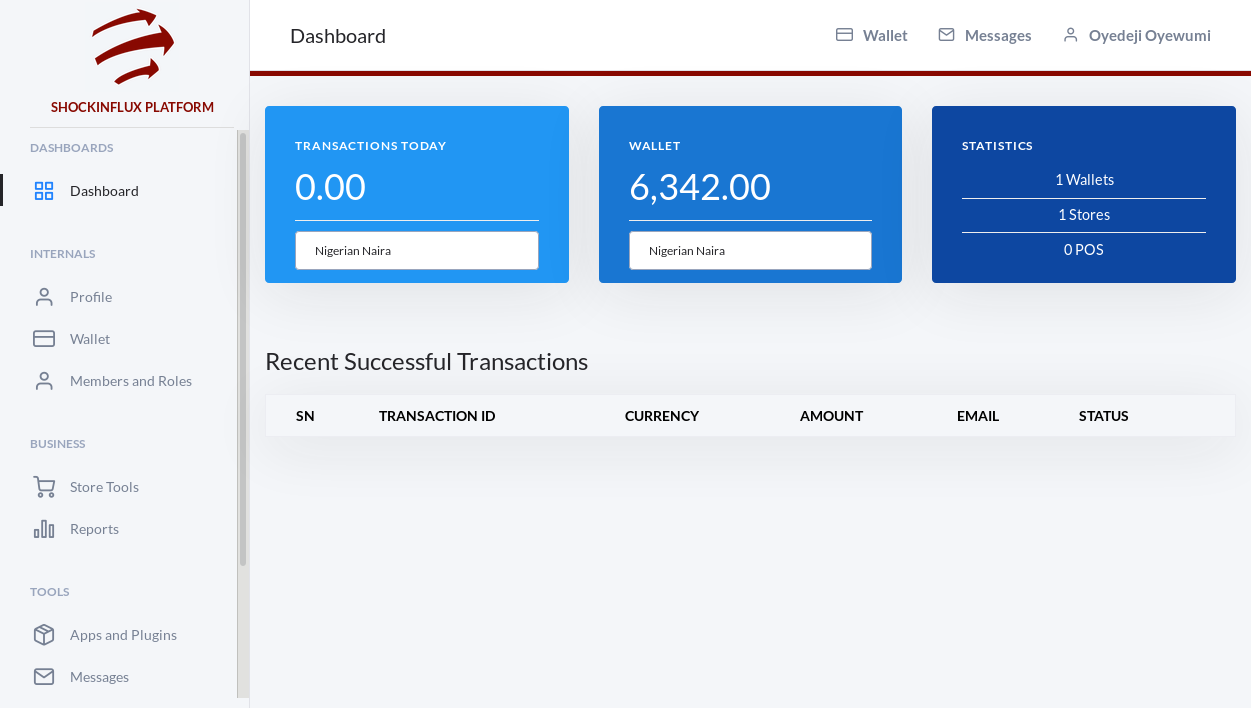 SHOCKINFLUX PLATFORM
DASHBOARDS
Dashboard
INTERNALS
Profile
Wallet
Members and Roles
BUSINESS
Store Tools
Reports
TOOLS
Apps and Plugins
Messages
Dashboard
Wallet Messages Oyedeji Oyewumi
TRANSACTIONS TODAY
0.00
Nigerian Naira
WALLET
6,342.00
Nigerian Naira
STATISTICS
1 Wallets
1 Stores
0 POS
Recent Successful Transactions
SN TRANSACTION ID CURRENCY AMOUNT EMAIL STATUS